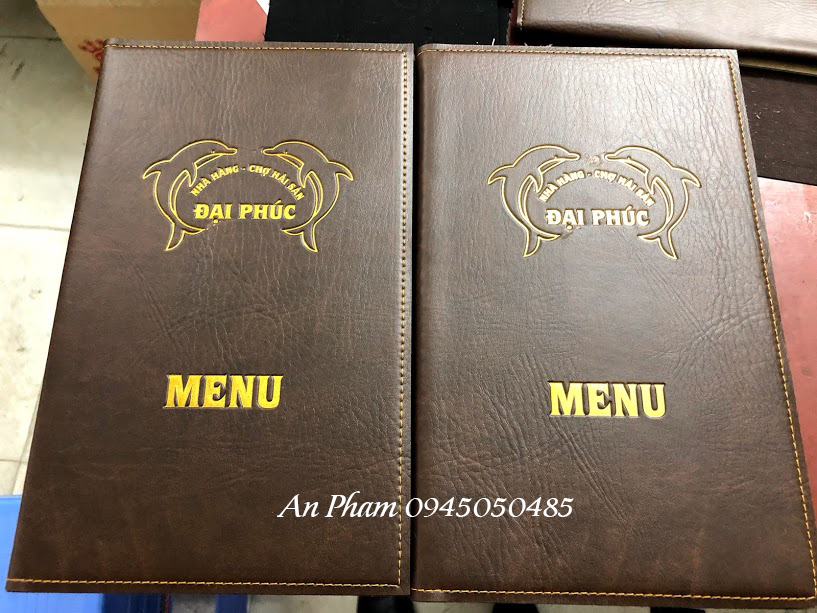 NHÀ HÀNG - CHỢ HẢI SẢN
ĐẠI PHÚC
MENU
NHÀ HÀNG - CHỢ HẢI SẢN
ĐẠI PHÚC
MENU
An Pham 0945050485